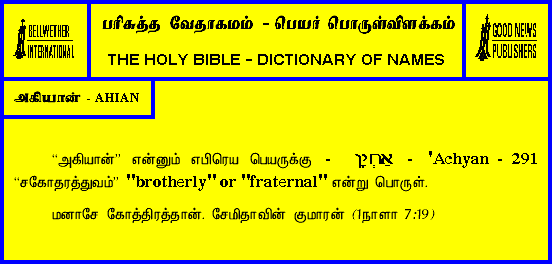 BELLWETHER
INTERNATIONAL
பரிசுத்த வேதாகமம் - பெயர் பொருள்விளக்கம்
THE HOLY BIBLE - DICTIONARY OF NAMES
GOOD NEWS
PUBLISHERS
அகியான் - AHIAN
“அகியான்” என்னும் எபிரெய பெயருக்கு - אַחְיָן - 'Achyan - 291
“சகோதரத்துவம்” "brotherly" or "fraternal" என்று பொருள்.
மனாசே கோத்திரத்தான். சேமிதாவின் குமாரன் (1நாளா 7:19)